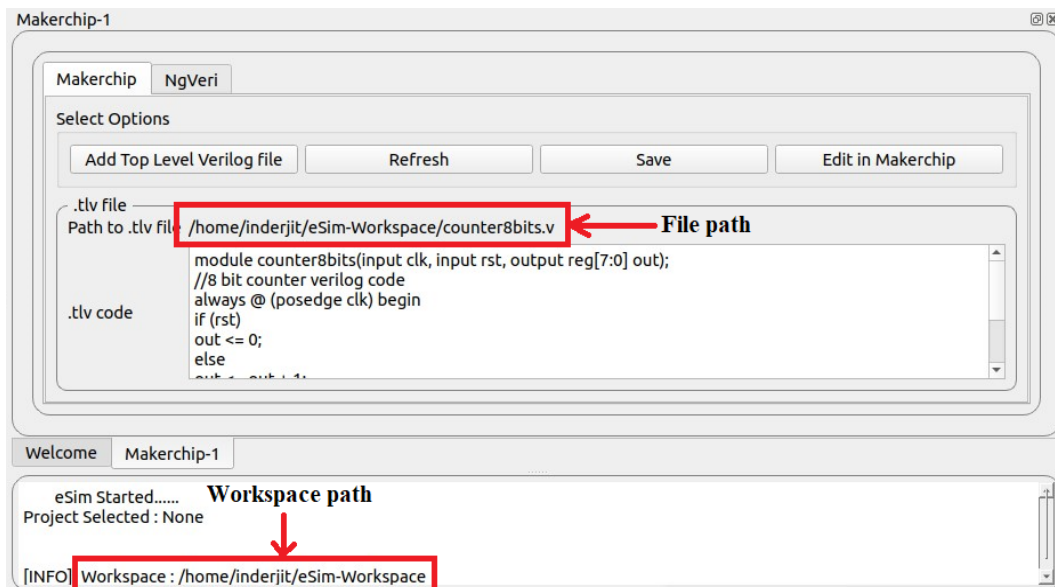 Makerchip-1
Makerchip NgVeri
Select Options
Add Top Level Verilog file Refresh Save Edit in Makerchip
.tlv file
Path to .tlv file /home/inderjit/eSim-Workspace/counter8bits.v File path
module counter8bits(input clk, input rst, output reg[7:0] out);
//8 bit counter verilog code
always @ (posedge clk) begin
.tlv code
if (rst)
out <= 0;
else
out <= out + 1;
Welcome Makerchip-1
eSim Started...... Workspace path
Project Selected : None
[INFO] Workspace : /home/inderjit/eSim-Workspace